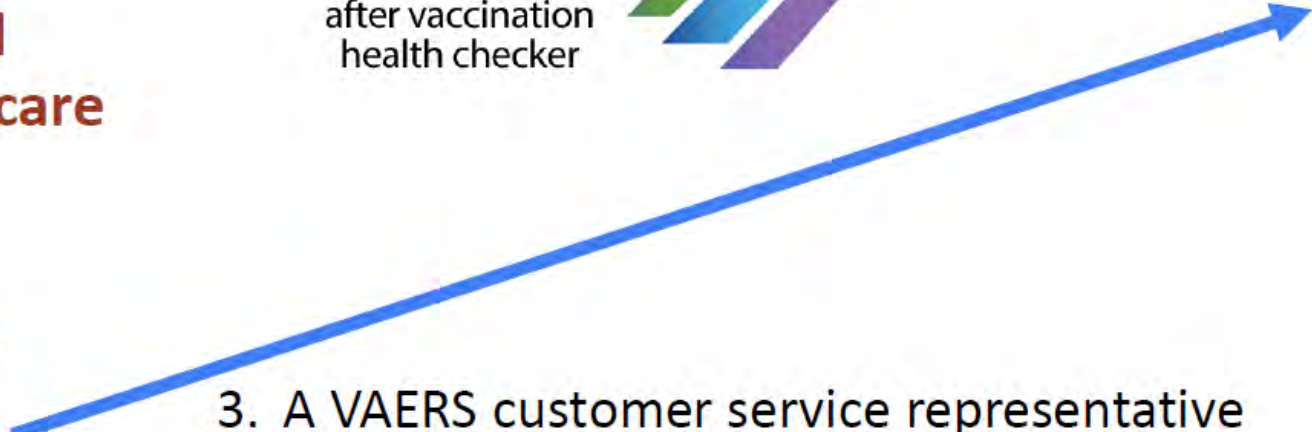 after vaccination
health checker
care
3. A VAERS customer service representative